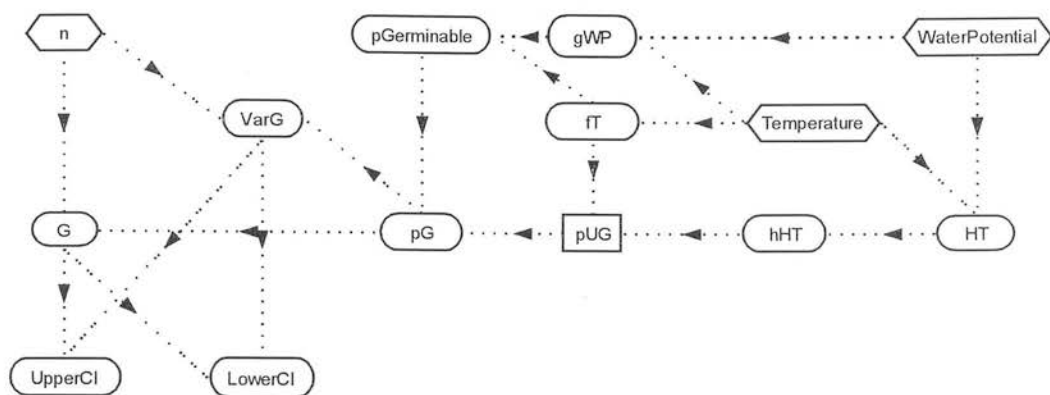 n
pGerminable
gWP
WaterPotential
VarG
fT
Temperature
G
pG
pUG
hHT
HT
UpperCI
LowerCI